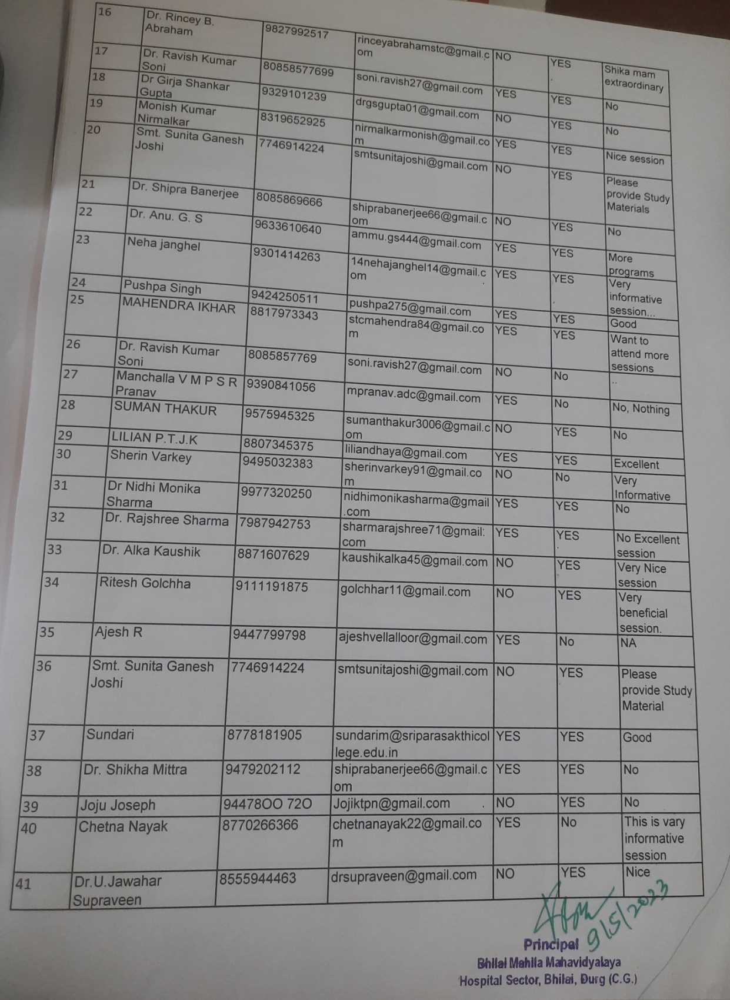 16 Dr. Rincey B. 9827992517 rinceyabrahamstc@gmail.c NO YES Shika mam
Abraham om extraordinary
17 Dr. Ravish Kumar 80858577699 soni.ravish27@gmail.com YES YES No
Soni
18 Dr Girja Shankar 9329101239 drgsgupta01@gmail.com NO YES No
Gupta
19 Monish Kumar 8319652925 nirmalkarmonish@gmail.co YES YES Nice session
Nirmalkar m
20 Smt. Sunita Ganesh 7746914224 smtsunitajoshi@gmail.com NO YES Please
Joshi provide Study
Materials
21 Dr. Shipra Banerjee 8085869666 shiprabanerjee66@gmail.c NO YES No
om
22 Dr. Anu. G. S 9633610640 ammu.gs444@gmail.com YES YES More
programs
23 Neha janghel 9301414263 14nehajanghel14@gmail.c YES YES Very
om informative
session...
24 Pushpa Singh 9424250511 pushpa275@gmail.com YES YES Good
25 MAHENDRA IKHAR 8817973343 stcmahendra84@gmail.co YES YES Want to
m attend more
sessions
26 Dr. Ravish Kumar 8085857769 soni.ravish27@gmail.com NO No ..
Soni
27 Manchalla V M P S R 9390841056 mpranav.adc@gmail.com YES No No, Nothing
Pranav
28 SUMAN THAKUR 9575945325 sumanthakur3006@gmail.c NO YES No
om
29 LILIAN P.T.J.K 8807345375 liliandhaya@gmail.com YES YES Excellent
30 Sherin Varkey 9495032383 sherinvarkey91@gmail.co NO No Very
m Informative
31 Dr Nidhi Monika 9977320250 nidhimonikasharma@gmail YES YES No
Sharma .com
32 Dr. Rajshree Sharma 7987942753 sharmarajshree71@gmail. YES YES No Excellent
com session
33 Dr. Alka Kaushik 8871607629 kaushikalka45@gmail.com NO YES Very Nice
session
34 Ritesh Golchha 9111191875 golchhar11@gmail.com NO YES Very
beneficial
session.
35 Ajesh R 9447799798 ajeshvellalloor@gmail.com YES No NA
36 Smt. Sunita Ganesh 7746914224 smtsunitajoshi@gmail.com NO YES Please
Joshi provide Study
Material
37 Sundari 8778181905 sundarim@sriparasakthicol YES YES Good
lege.edu.in
38 Dr. Shikha Mittra 9479202112 shiprabanerjee66@gmail.c YES YES No
om
39 Joju Joseph 94478OO 72O Jojiktpn@gmail.com NO YES No
40 Chetna Nayak 8770266366 chetnanayak22@gmail.co YES No This is vary
m informative
session
41 Dr.U.Jawahar 8555944463 drsupraveen@gmail.com NO YES Nice
Supraveen
9/5/2023
Principal
Bhilai Mahila Mahavidyalaya
Hospital Sector, Bhilai, Durg (C.G.)